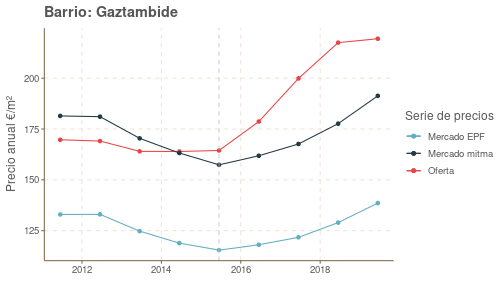 Barrio: Gaztambide
Precio anual €/m²
200
175
150
125
2012
2014
2016
2018
Serie de precios
Mercado EPF
Mercado mitma
Oferta